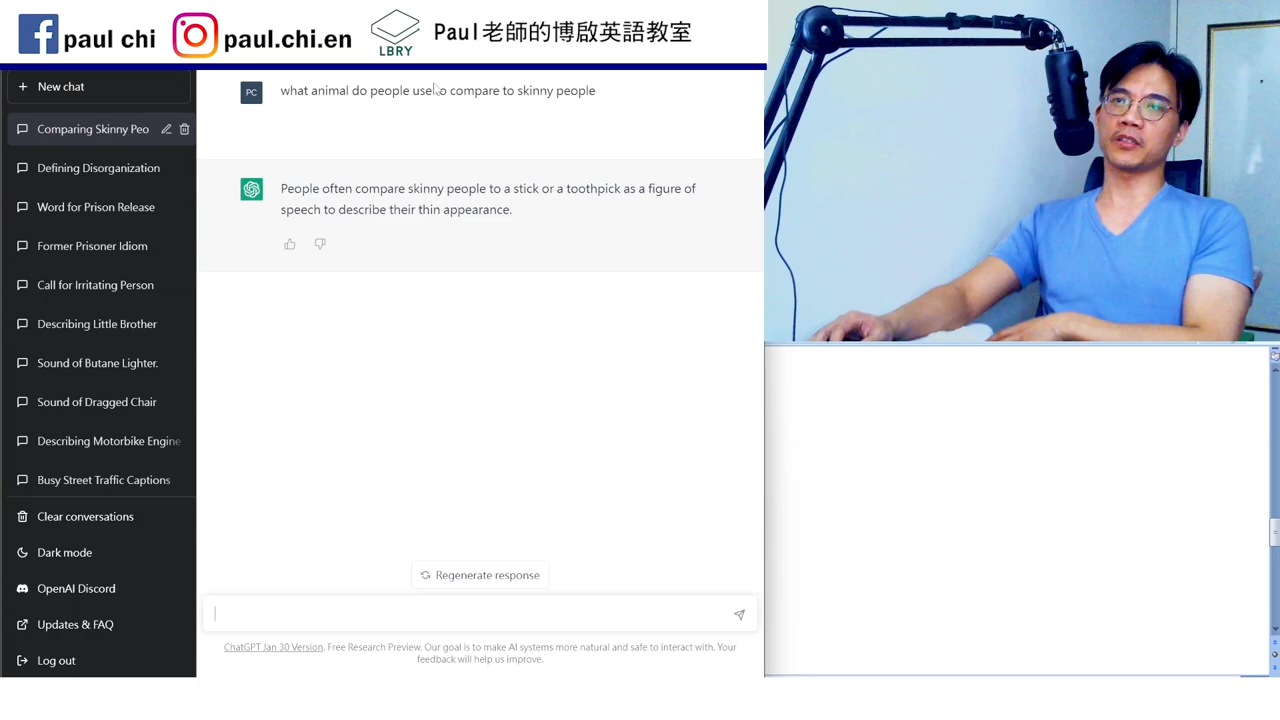 paul chi
paul.chi.en
LBRY
Paul老師的博啟英語教室
New chat
PC
what animal do people use to compare to skinny people
Comparing Skinny Peo
Defining Disorganization
People often compare skinny people to a stick or a toothpick as a figure of
speech to describe their thin appearance.
Word for Prison Release
Former Prisoner Idiom
Call for Irritating Person
Describing Little Brother
Sound of Butane Lighter.
Sound of Dragged Chair
Describing Motorbike Engine
Busy Street Traffic Captions
Clear conversations
Dark mode
OpenAI Discord
Updates & FAQ
Log out
Regenerate response
ChatGPT Jan 30 Version. Free Research Preview. Our goal is to make AI systems more natural and safe to interact with. Your
feedback will help us improve.